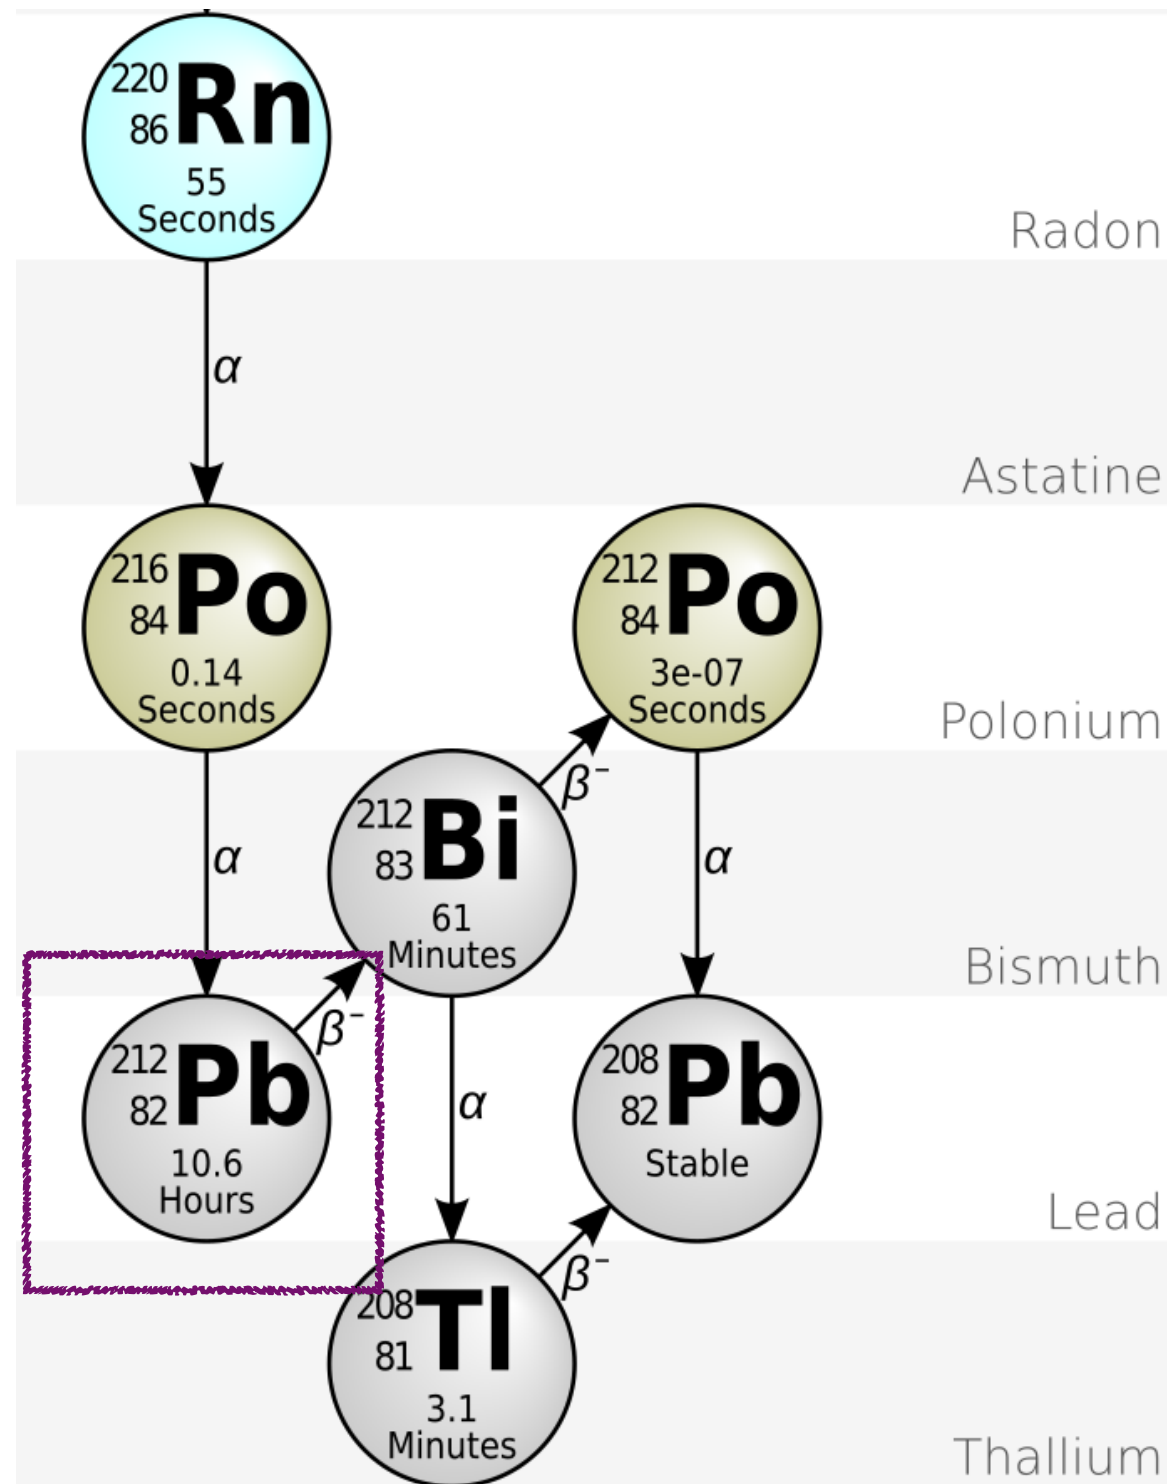 220
86 Rn
55
Seconds
Radon
α
Astatine
216
84 Po
0.14
Seconds
212
84 Po
3e-07
Seconds
Polonium
β⁻
α
212
83 Bi
61
Minutes
α
Bismuth
212
82 Pb
10.6
Hours
β⁻
α
208
82 Pb
Stable
Lead
β⁻
208
81 Tl
3.1
Minutes
Thallium